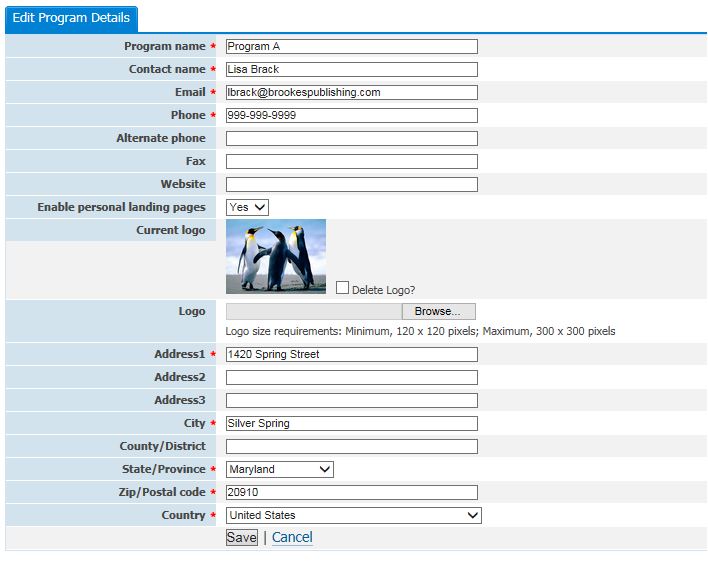 Edit Program Details
Program name * Program A
Contact name * Lisa Brack
Email * lbrack@brookespublishing.com
Phone * 999-999-9999
Alternate phone
Fax
Website
Enable personal landing pages Yes
Current logo
Delete Logo?
Logo Browse...
Logo size requirements: Minimum, 120 x 120 pixels; Maximum, 300 x 300 pixels
Address1 * 1420 Spring Street
Address2
Address3
City * Silver Spring
County/District
State/Province * Maryland
Zip/Postal code * 20910
Country * United States
Save | Cancel